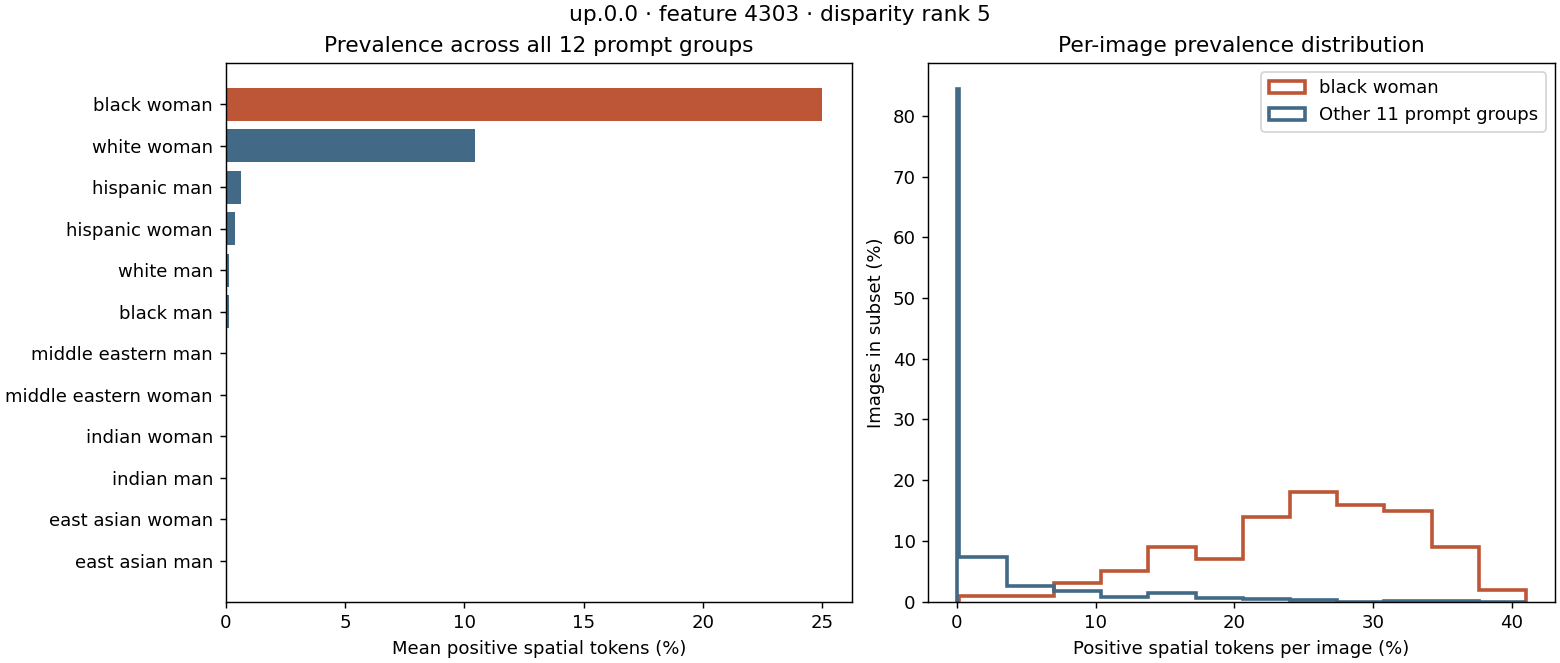 up.0.0 · feature 4303 · disparity rank 5
Prevalence across all 12 prompt groups
black woman
white woman
hispanic man
hispanic woman
white man
black man
middle eastern man
middle eastern woman
indian woman
indian man
east asian woman
east asian man
0 5 10 15 20 25
Mean positive spatial tokens (%)
Per-image prevalence distribution
black woman
Other 11 prompt groups
Images in subset (%)
80
70
60
50
40
30
20
10
0
0 10 20 30 40
Positive spatial tokens per image (%)